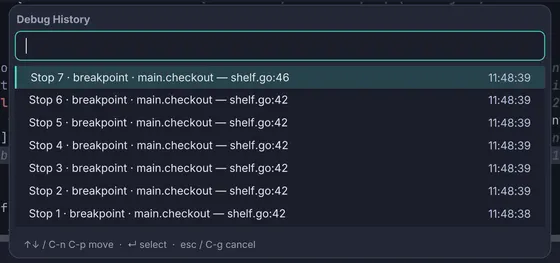 Debug History
Stop 7 · breakpoint · main.checkout — shelf.go:46 11:48:39
Stop 6 · breakpoint · main.checkout — shelf.go:42 11:48:39
Stop 5 · breakpoint · main.checkout — shelf.go:42 11:48:39
Stop 4 · breakpoint · main.checkout — shelf.go:42 11:48:39
Stop 3 · breakpoint · main.checkout — shelf.go:42 11:48:39
Stop 2 · breakpoint · main.checkout — shelf.go:42 11:48:39
Stop 1 · breakpoint · main.checkout — shelf.go:42 11:48:38
↑↓ / C-n C-p move · ↵ select · esc / C-g cancel